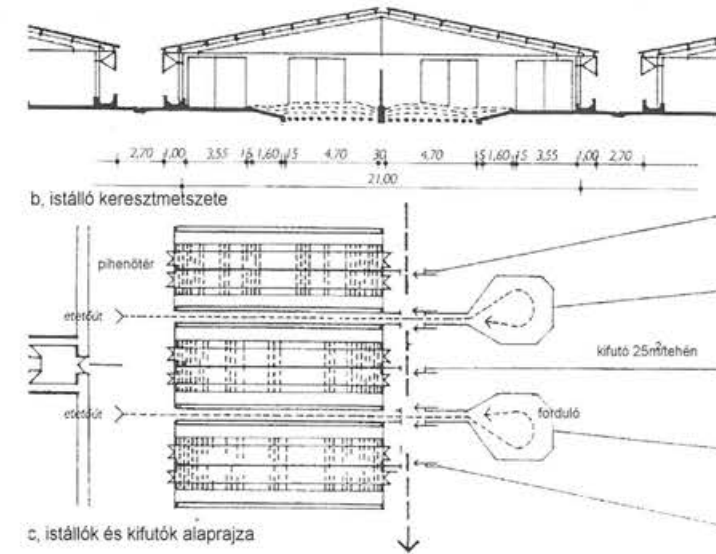 2,70 1,00 3,55 15 1,60 15 4,70 30 4,70 15 1,60 15 3,55 1,00 2,70
21,00
b, istálló keresztmetszete
pihenőtér
etetőút
kifutó 25m²/tehén
etetőút
forduló
c, istállók és kifutók alaprajza